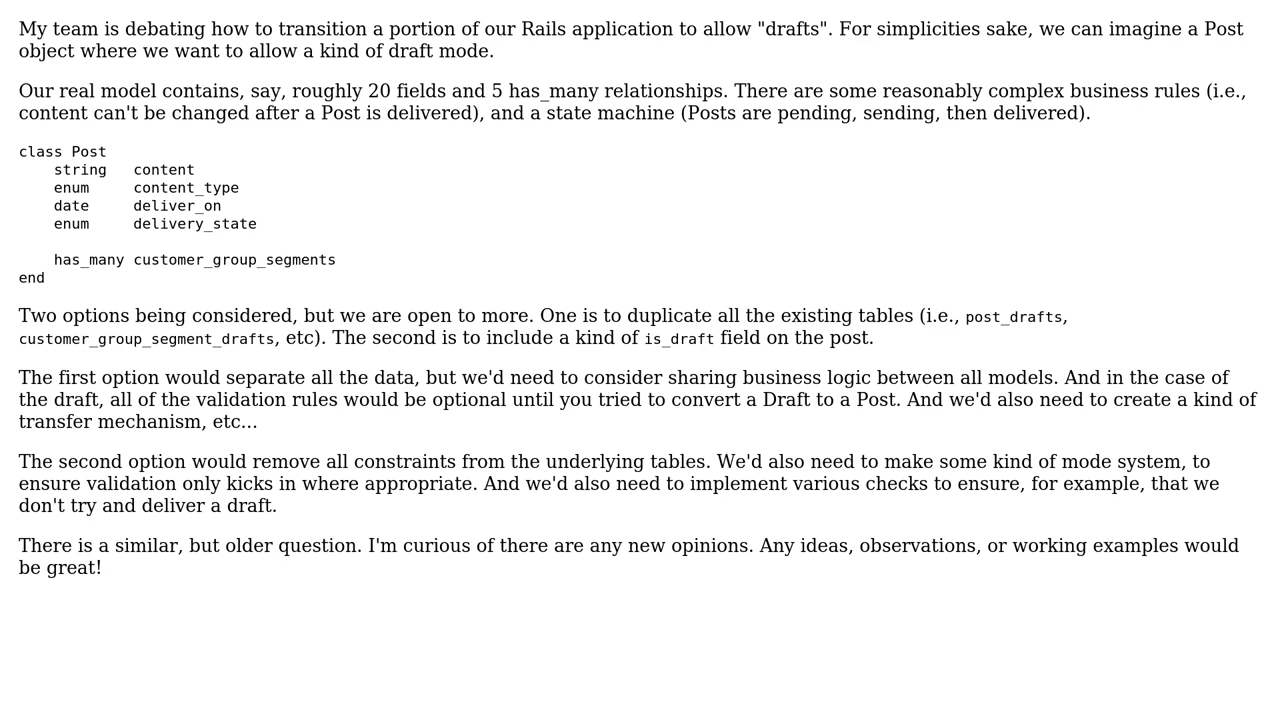 My team is debating how to transition a portion of our Rails application to allow "drafts". For simplicities sake, we can imagine a Post
object where we want to allow a kind of draft mode.
Our real model contains, say, roughly 20 fields and 5 has_many relationships. There are some reasonably complex business rules (i.e.,
content can't be changed after a Post is delivered), and a state machine (Posts are pending, sending, then delivered).
class Post
    string   content
    enum     content_type
    date     deliver_on
    enum     delivery_state
    has_many customer_group_segments
end
Two options being considered, but we are open to more. One is to duplicate all the existing tables (i.e., post_drafts,
customer_group_segment_drafts, etc). The second is to include a kind of is_draft field on the post.
The first option would separate all the data, but we'd need to consider sharing business logic between all models. And in the case of
the draft, all of the validation rules would be optional until you tried to convert a Draft to a Post. And we'd also need to create a kind of
transfer mechanism, etc...
The second option would remove all constraints from the underlying tables. We'd also need to make some kind of mode system, to
ensure validation only kicks in where appropriate. And we'd also need to implement various checks to ensure, for example, that we
don't try and deliver a draft.
There is a similar, but older question. I'm curious of there are any new opinions. Any ideas, observations, or working examples would
be great!